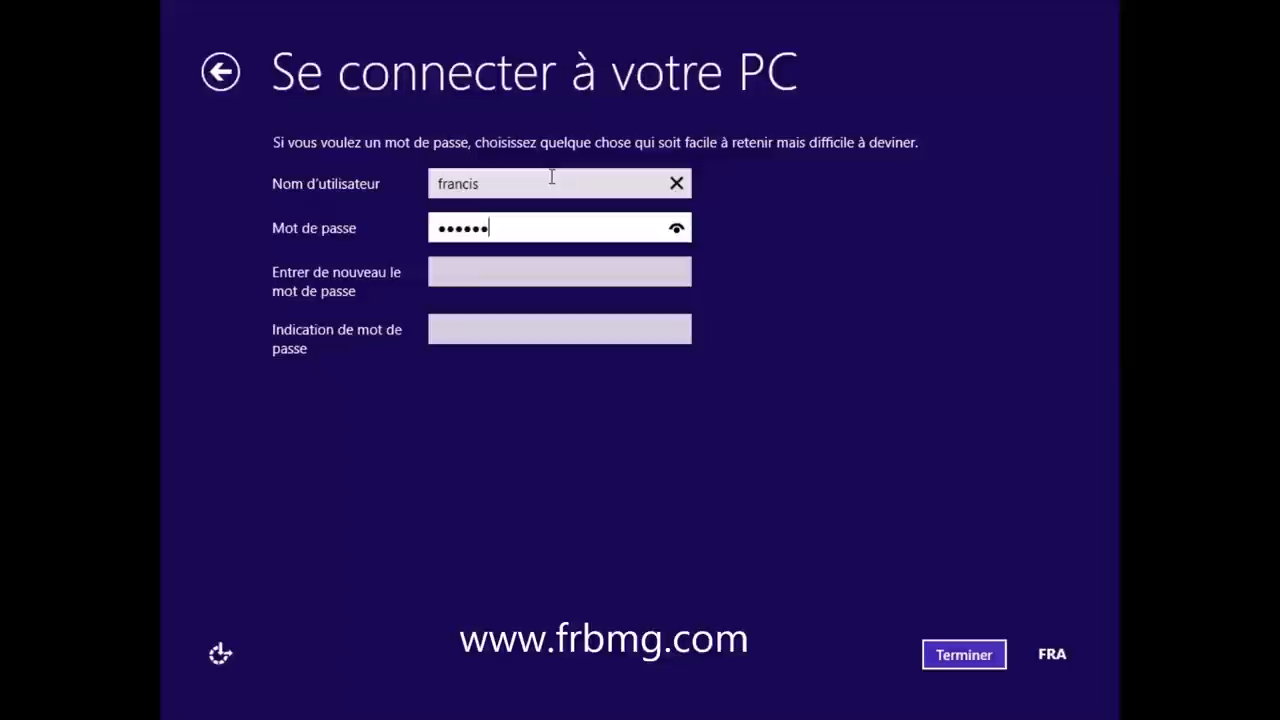 Se connecter à votre PC
Si vous voulez un mot de passe, choisissez quelque chose qui soit facile à retenir mais difficile à deviner.
Nom d'utilisateur
francis
Mot de passe
••••••
Entrer de nouveau le
mot de passe
Indication de mot de
passe
www.frbmg.com
Terminer
FRA